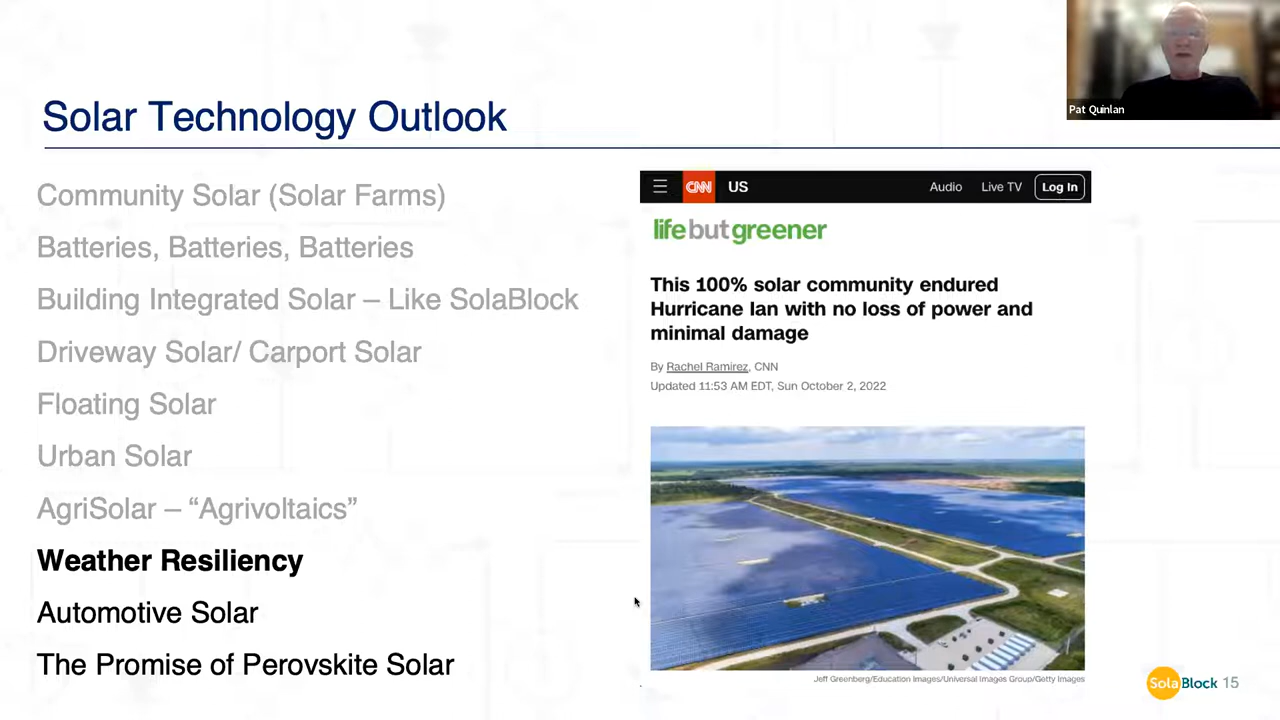 Pat Quinlan
Solar Technology Outlook
Community Solar (Solar Farms)
Batteries, Batteries, Batteries
Building Integrated Solar – Like SolaBlock
Driveway Solar/ Carport Solar
Floating Solar
Urban Solar
AgriSolar – “Agrivoltaics”
Weather Resiliency
Automotive Solar
The Promise of Perovskite Solar
CNN US Audio Live TV Log In
life but greener
This 100% solar community endured
Hurricane Ian with no loss of power and
minimal damage
By Rachel Ramirez, CNN
Updated 11:53 AM EDT, Sun October 2, 2022
Jeff Greenberg/Education Images/Universal Images Group/Getty Images
SolaBlock 15